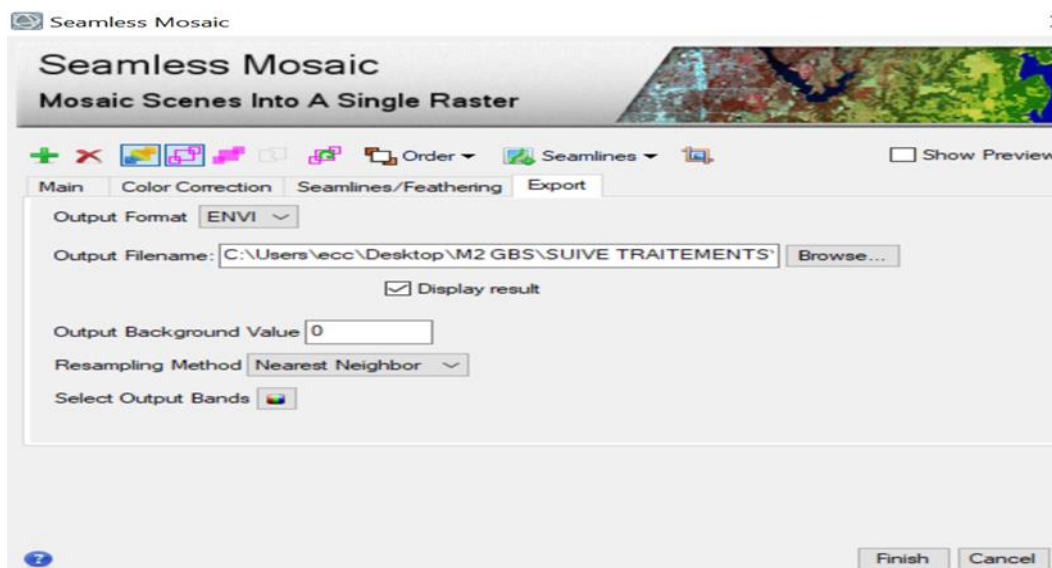 Seamless Mosaic
Seamless Mosaic
Mosaic Scenes Into A Single Raster
Order Seamlines Show Preview
Main Color Correction Seamlines/Feathering Export
Output Format ENVI
Output Filename: C:\Users\ecc\Desktop\M2 GBS\SUIVE TRAITEMENTS\ Browse...
Display result
Output Background Value 0
Resampling Method Nearest Neighbor
Select Output Bands
? Finish Cancel